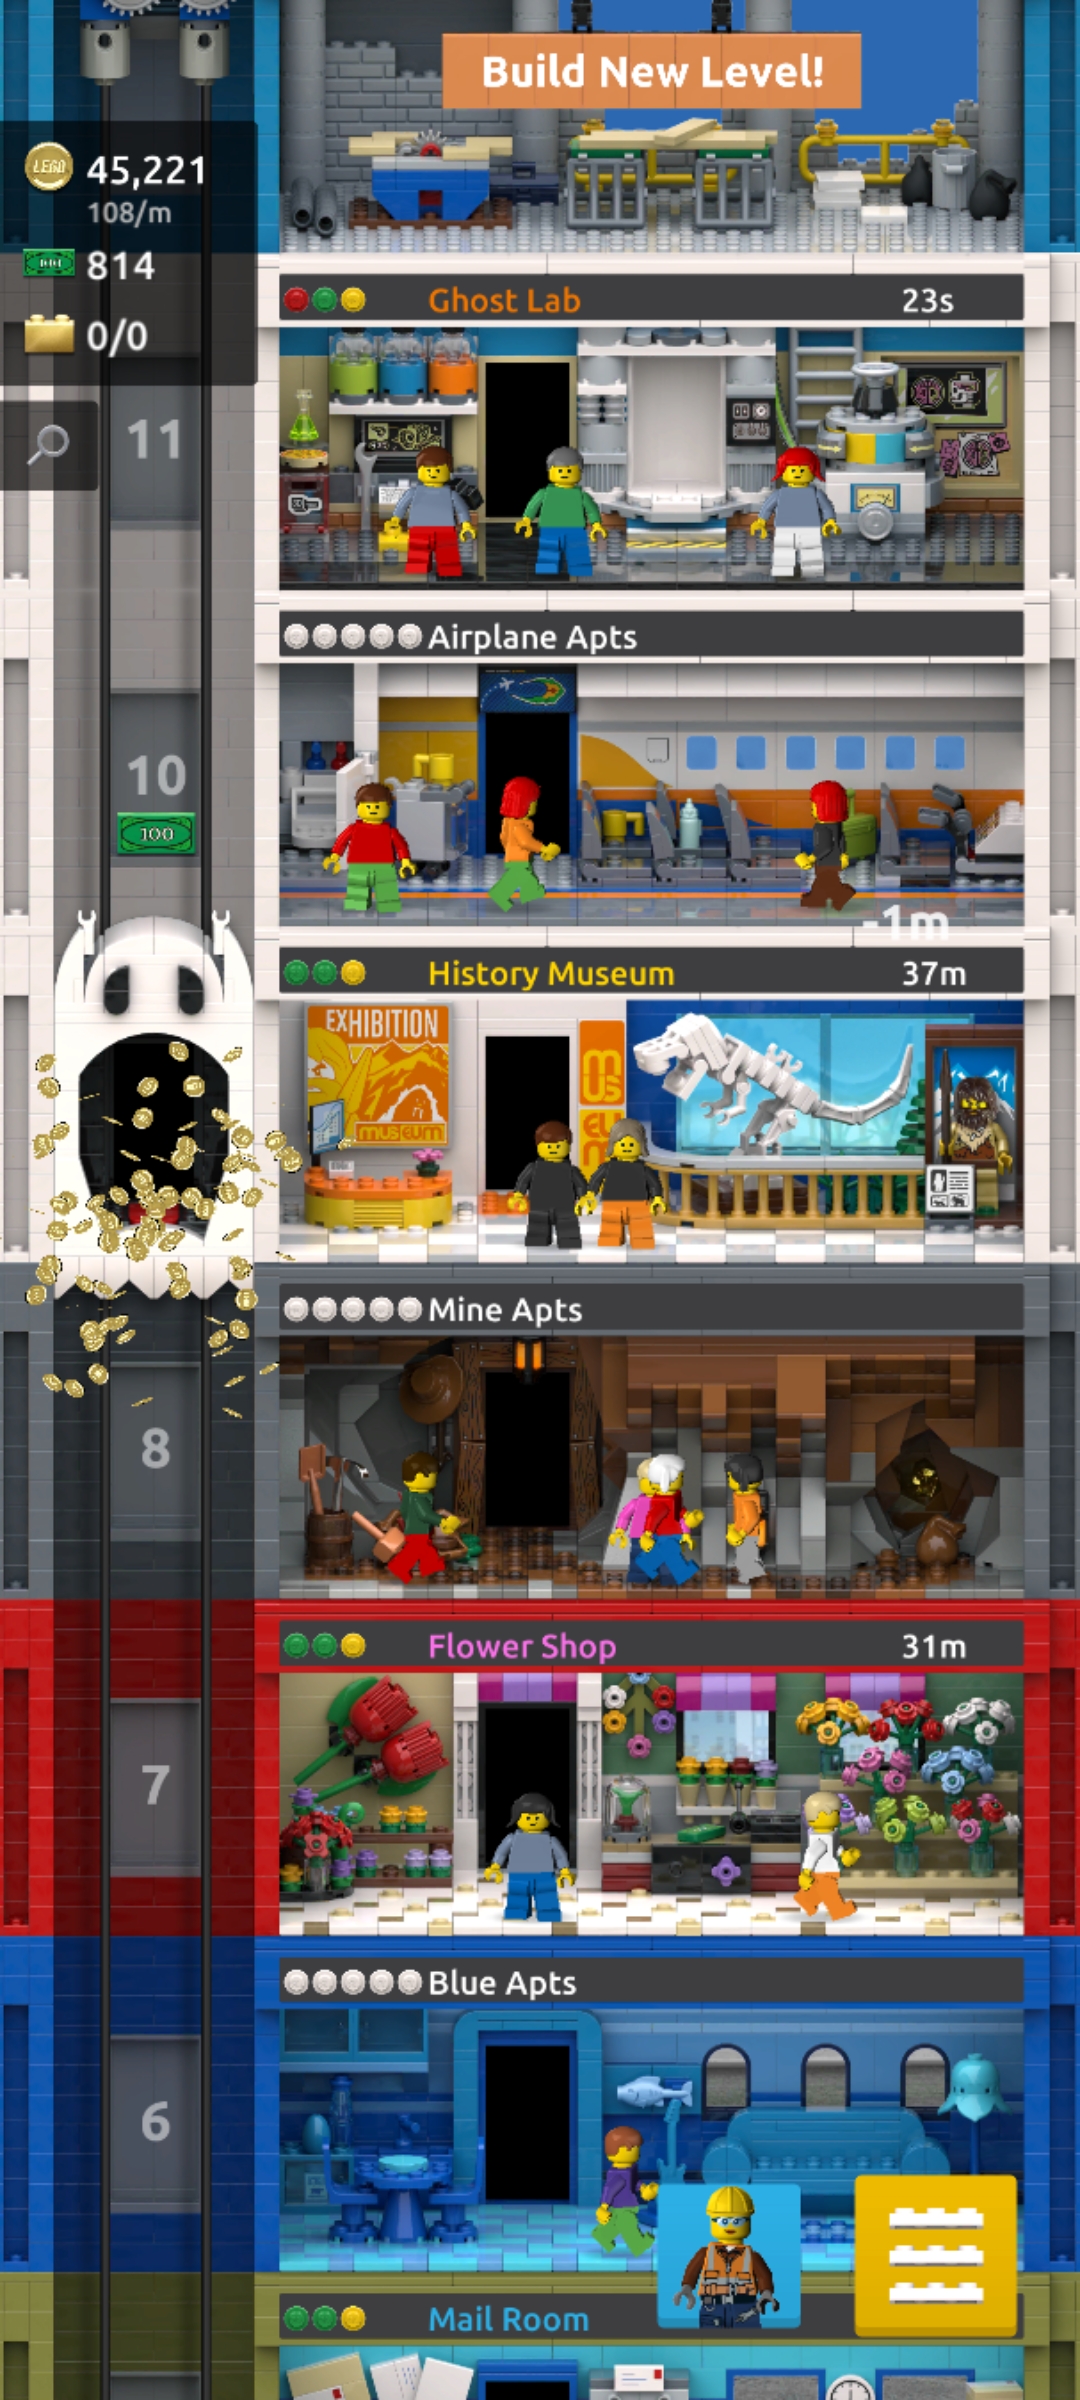 Build New Level!
LEGO
45,221
108/m
814
0/0
Ghost Lab
23s
11
Airplane Apts
10
100
-1m
History Museum
37m
EXHIBITION
MUSEUM
MUSEUM
Mine Apts
8
Flower Shop
31m
7
Blue Apts
6
Mail Room